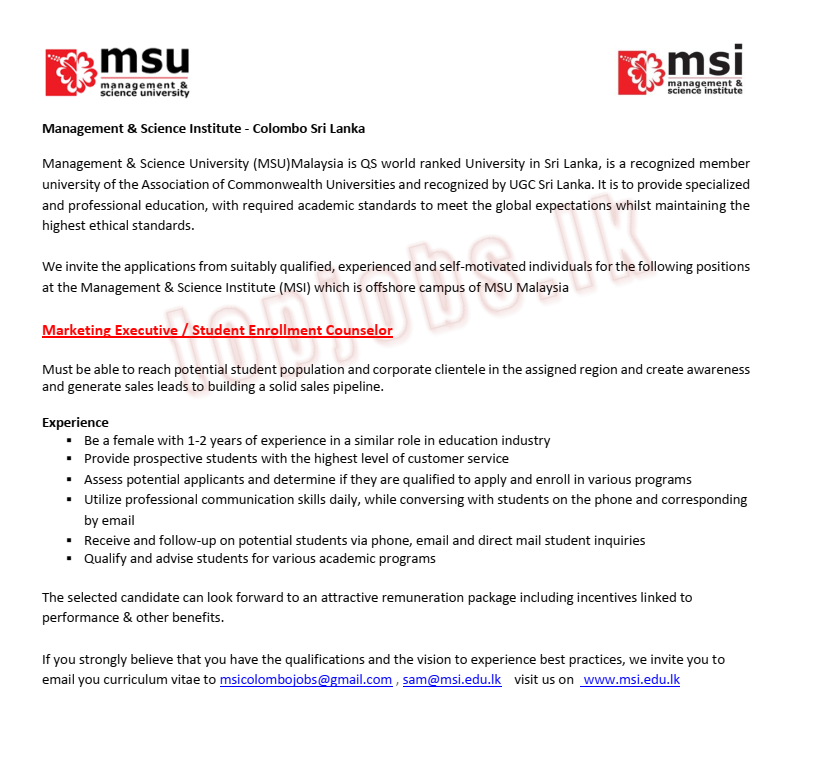 msu
management &
science university
msi
management &
science institute
Management & Science Institute - Colombo Sri Lanka
Management & Science University (MSU)Malaysia is QS world ranked University in Sri Lanka, is a recognized member
university of the Association of Commonwealth Universities and recognized by UGC Sri Lanka. It is to provide specialized
and professional education, with required academic standards to meet the global expectations whilst maintaining the
highest ethical standards.
We invite the applications from suitably qualified, experienced and self-motivated individuals for the following positions
at the Management & Science Institute (MSI) which is offshore campus of MSU Malaysia
topjobs.lk
Marketing Executive / Student Enrollment Counselor
Must be able to reach potential student population and corporate clientele in the assigned region and create awareness
and generate sales leads to building a solid sales pipeline.
Experience
▪ Be a female with 1-2 years of experience in a similar role in education industry
▪ Provide prospective students with the highest level of customer service
▪ Assess potential applicants and determine if they are qualified to apply and enroll in various programs
▪ Utilize professional communication skills daily, while conversing with students on the phone and corresponding
by email
▪ Receive and follow-up on potential students via phone, email and direct mail student inquiries
▪ Qualify and advise students for various academic programs
The selected candidate can look forward to an attractive remuneration package including incentives linked to
performance & other benefits.
If you strongly believe that you have the qualifications and the vision to experience best practices, we invite you to
email you curriculum vitae to msicolombojobs@gmail.com , sam@msi.edu.lk visit us on www.msi.edu.lk